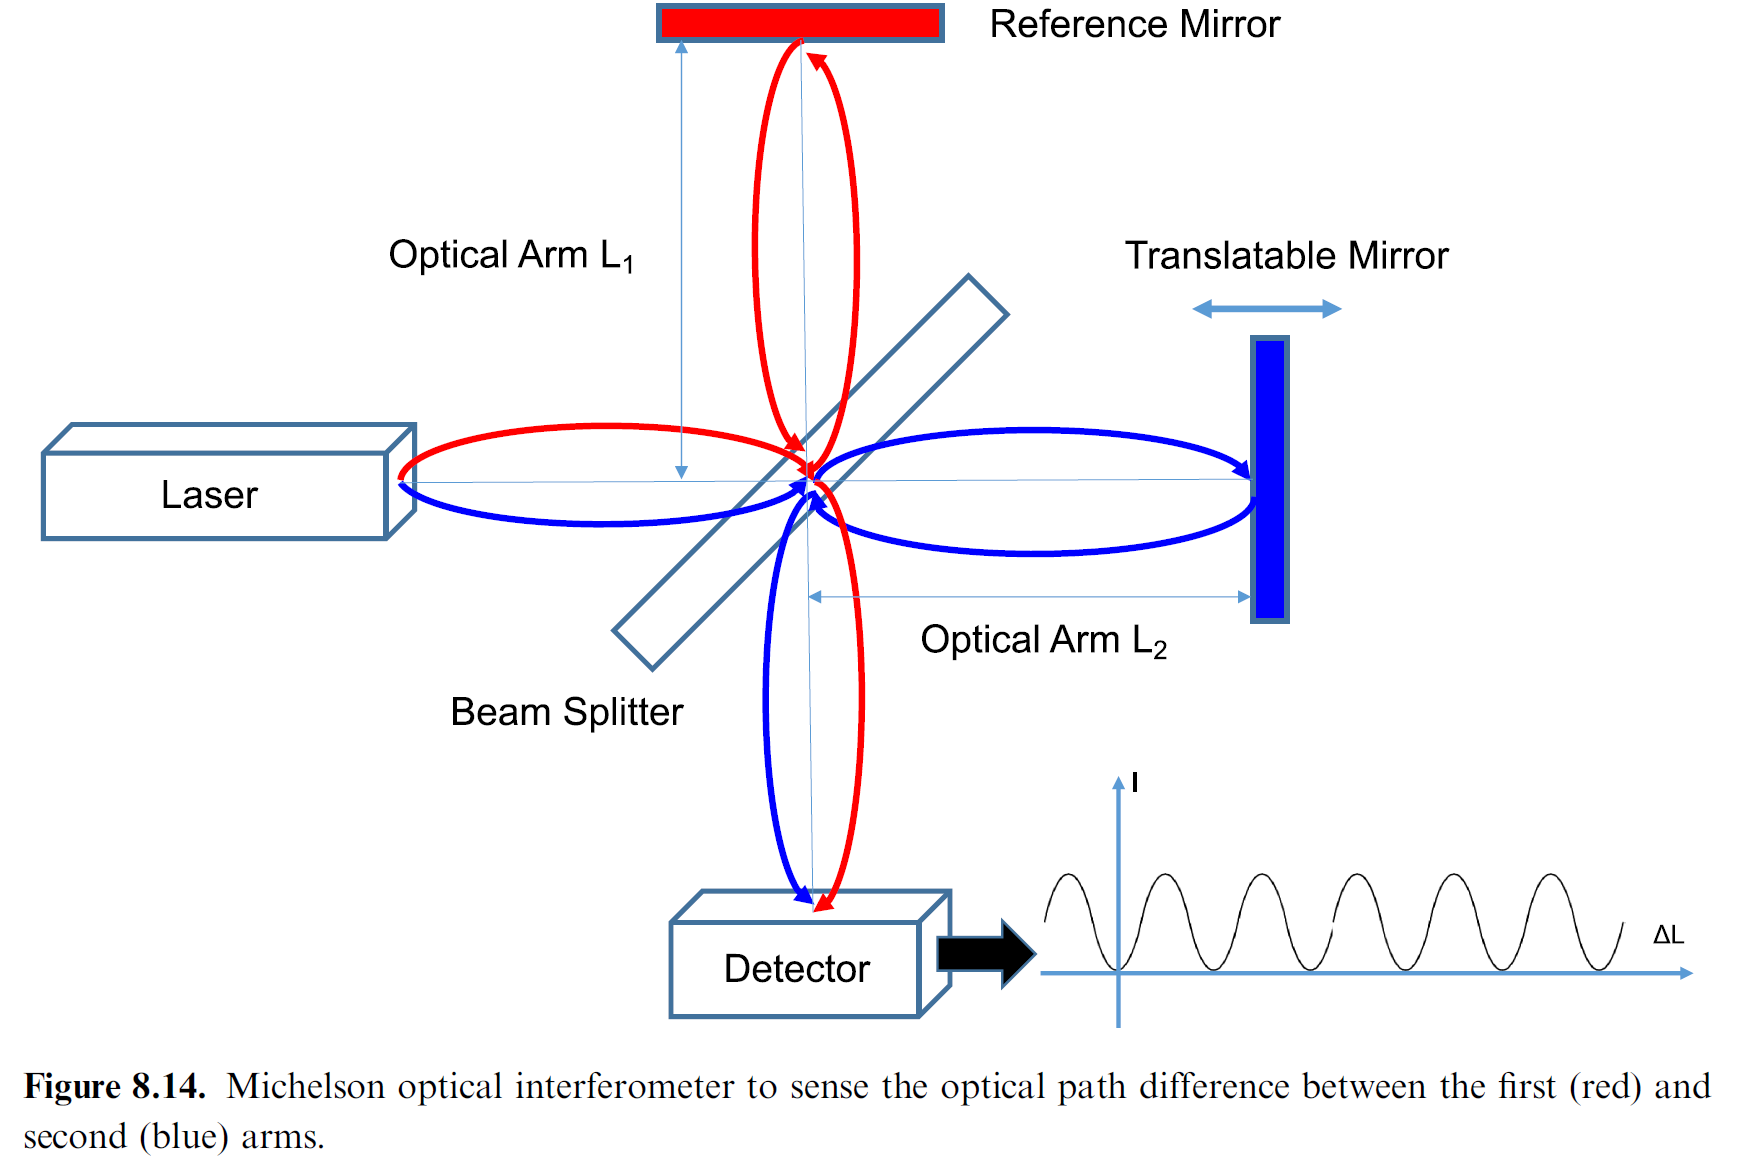 Reference Mirror
Optical Arm L₁
Translatable Mirror
Laser
Optical Arm L₂
Beam Splitter
I
ΔL
Detector
Figure 8.14. Michelson optical interferometer to sense the optical path difference between the first (red) and
second (blue) arms.